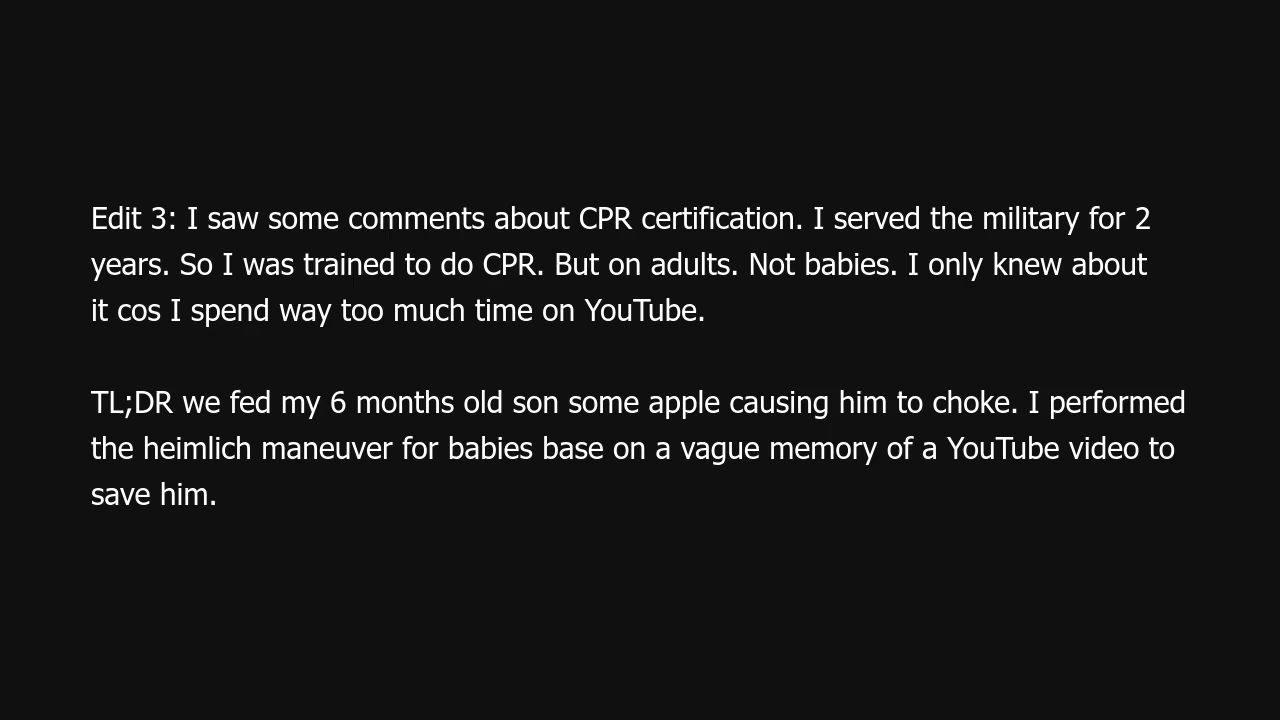 Edit 3: I saw some comments about CPR certification. I served the military for 2
years. So I was trained to do CPR. But on adults. Not babies. I only knew about
it cos I spend way too much time on YouTube.
TL;DR we fed my 6 months old son some apple causing him to choke. I performed
the heimlich maneuver for babies base on a vague memory of a YouTube video to
save him.